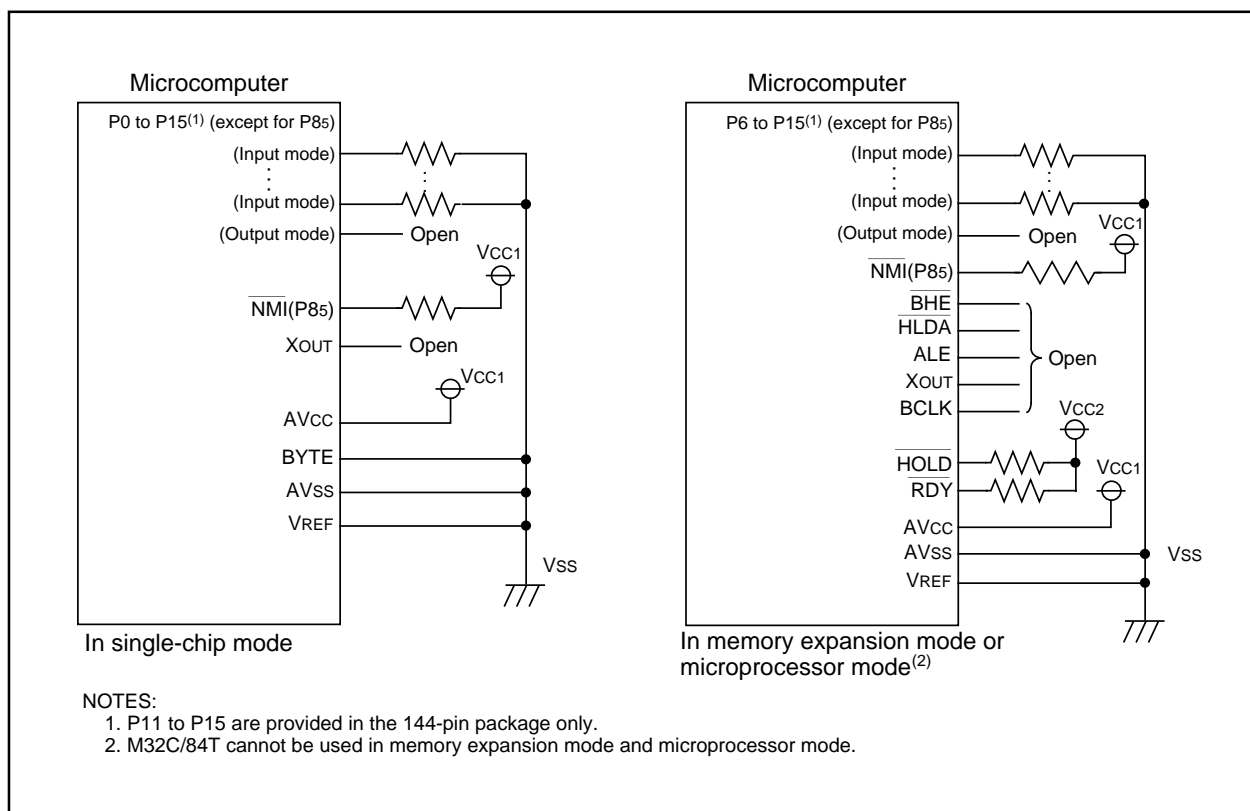 Microcomputer
P0 to P15(1) (except for P85)
(Input mode)
(Input mode)
(Output mode)
Open
VCC1
NMI(P85)
XOUT
Open
VCC1
AVCC
BYTE
AVSS
VREF
VSS
In single-chip mode
Microcomputer
P6 to P15(1) (except for P85)
(Input mode)
(Input mode)
(Output mode)
Open
VCC1
NMI(P85)
BHE
HLDA
ALE
Open
XOUT
BCLK
VCC2
HOLD
VCC1
RDY
AVCC
AVSS
VSS
VREF
In memory expansion mode or
microprocessor mode(2)
NOTES:
1. P11 to P15 are provided in the 144-pin package only.
2. M32C/84T cannot be used in memory expansion mode and microprocessor mode.